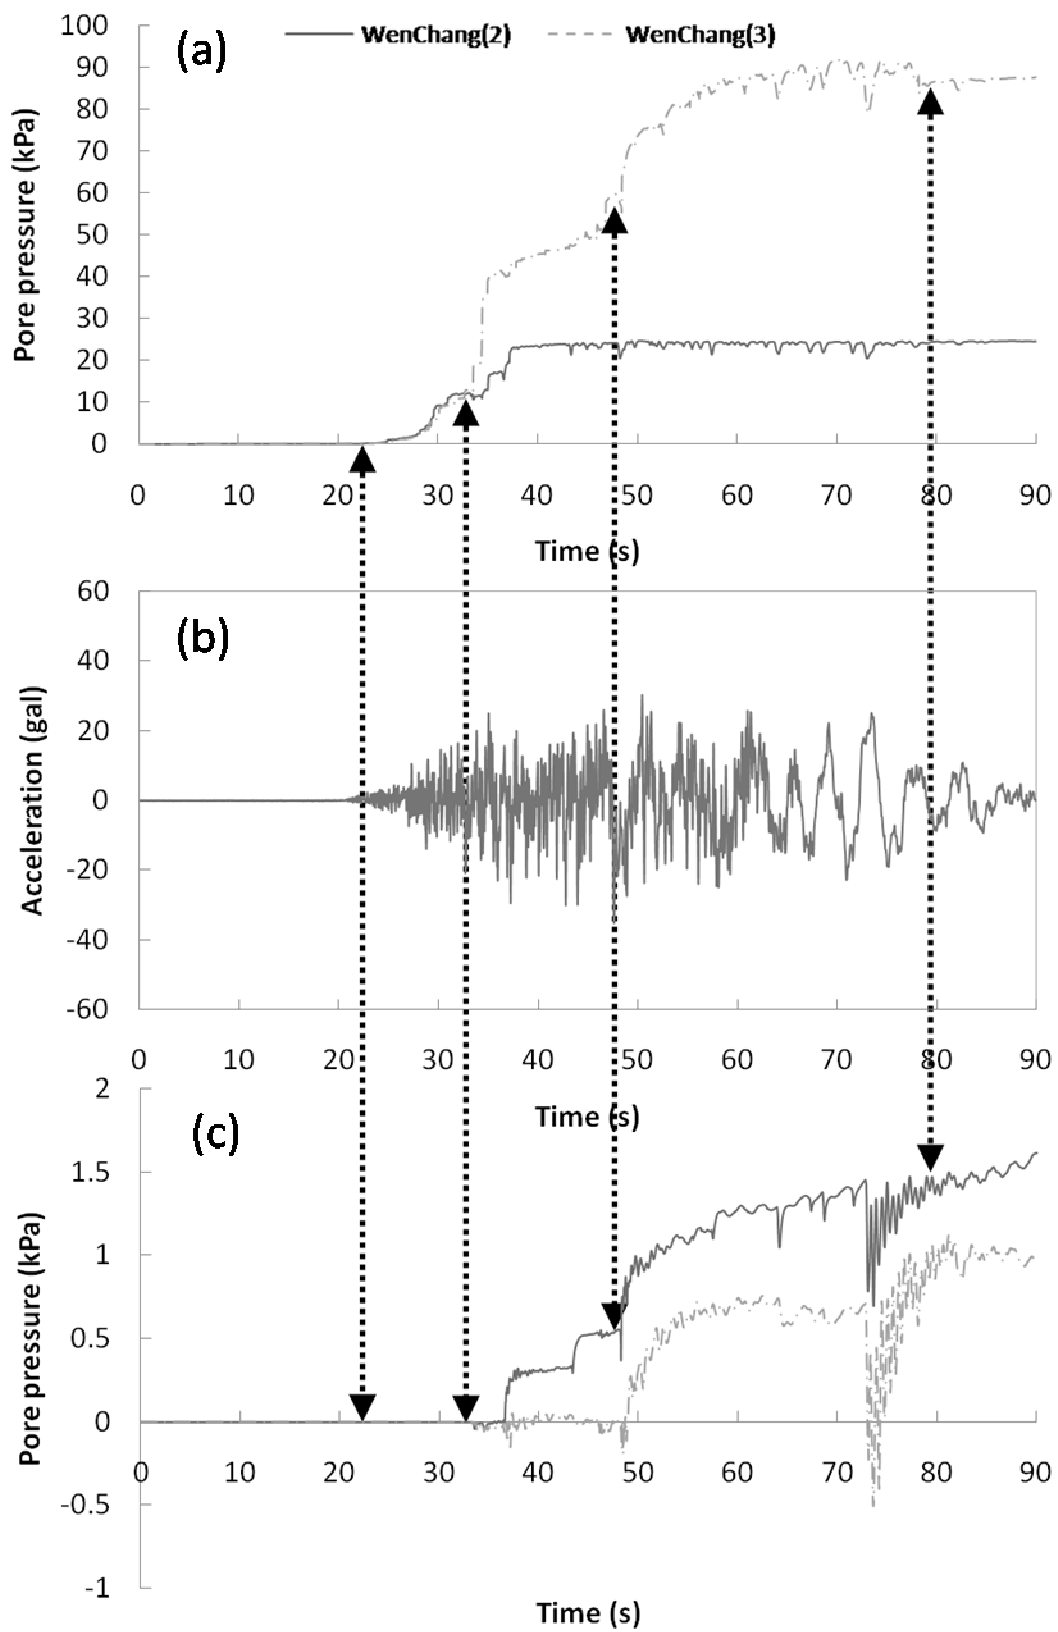 (a)
WenChang(2) WenChang(3)
Pore pressure (kPa)
100
90
80
70
60
50
40
30
20
10
0
0 10 20 30 40 50 60 70 80 90
Time (s)
(b)
Acceleration (gal)
60
40
20
0
-20
-40
-60
0 10 20 30 40 50 60 70 80 90
Time (s)
(c)
Pore pressure (kPa)
2
1.5
1
0.5
0
-0.5
-1
0 10 20 30 40 50 60 70 80 90
Time (s)